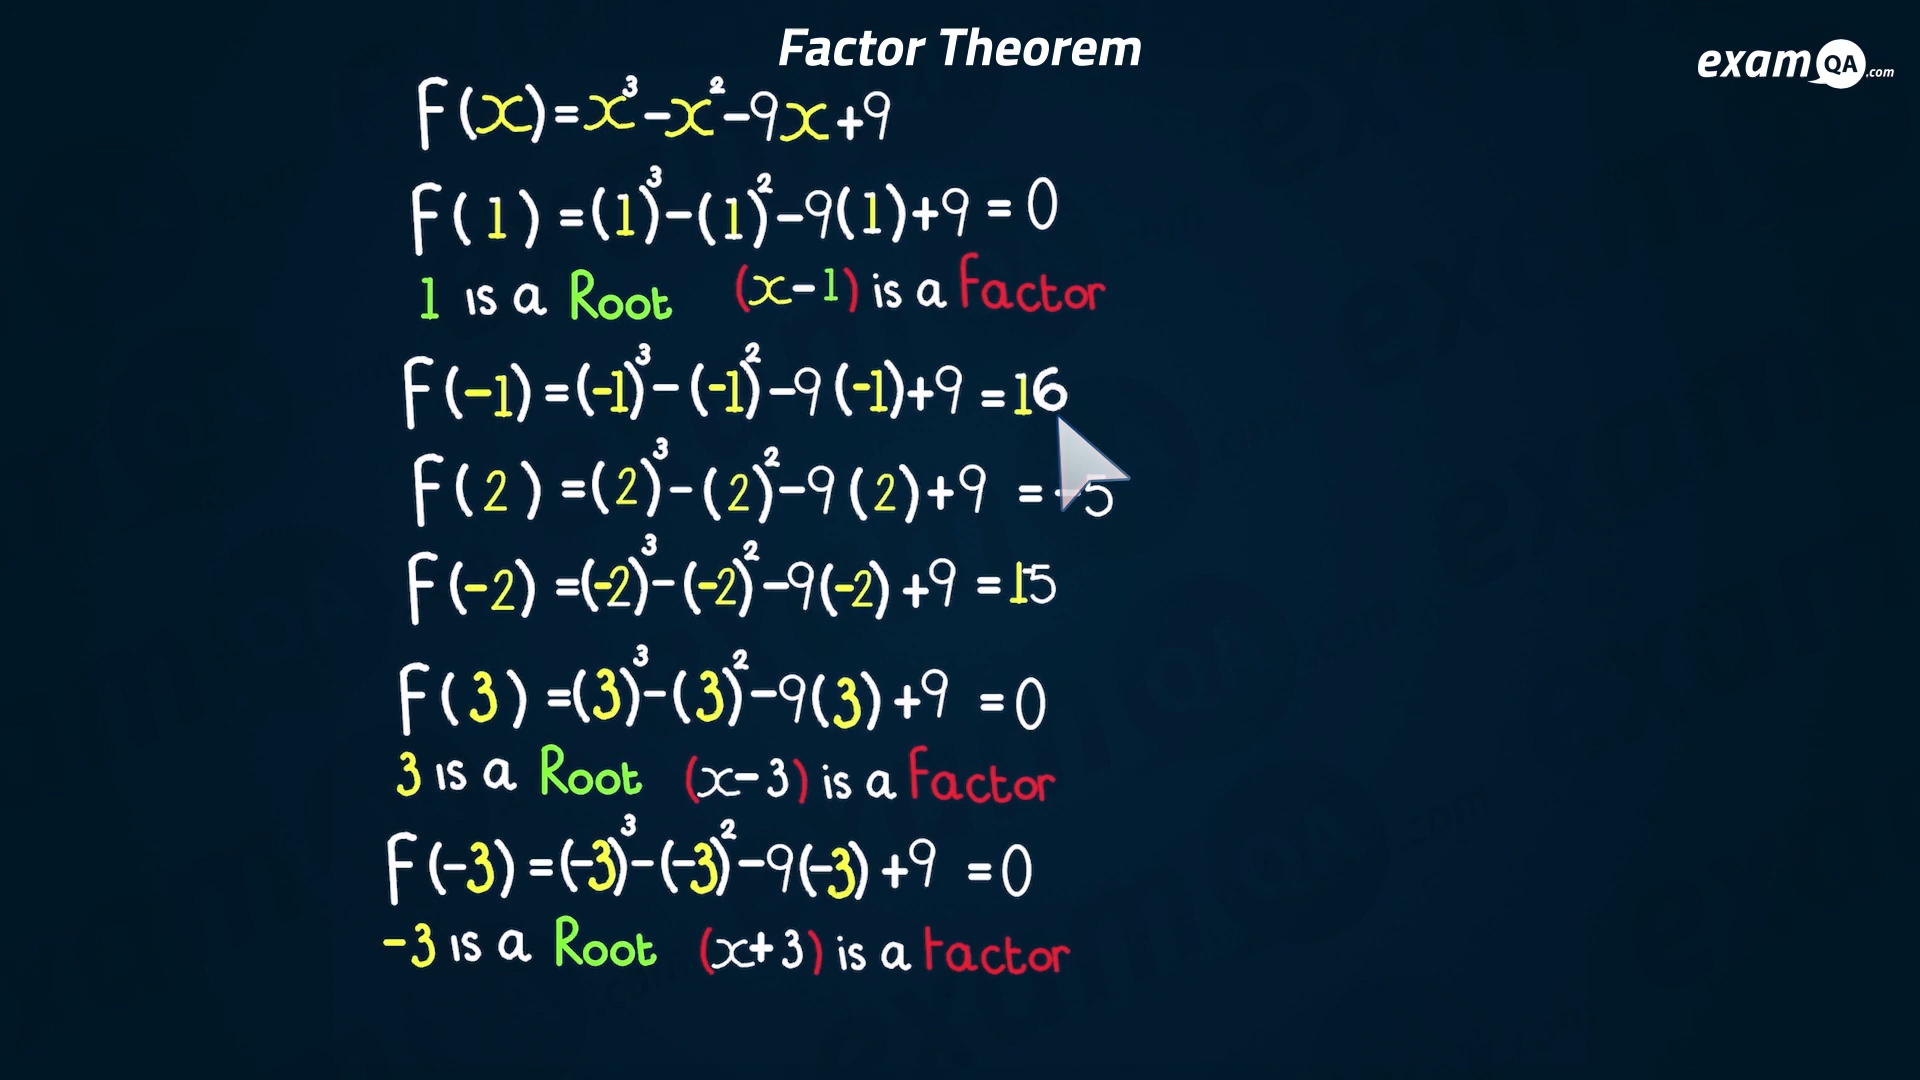 Factor Theorem
examQA.com
F(x)=x³-x²-9x+9
F(1)=(1)³-(1)²-9(1)+9=0
1 is a Root (x-1) is a Factor
F(-1)=(-1)³-(-1)²-9(-1)+9=16
F(2)=(2)³-(2)²-9(2)+9=-5
F(-2)=(-2)³-(-2)²-9(-2)+9=15
F(3)=(3)³-(3)²-9(3)+9=0
3 is a Root (x-3) is a Factor
F(-3)=(-3)³-(-3)²-9(-3)+9=0
-3 is a Root (x+3) is a Factor